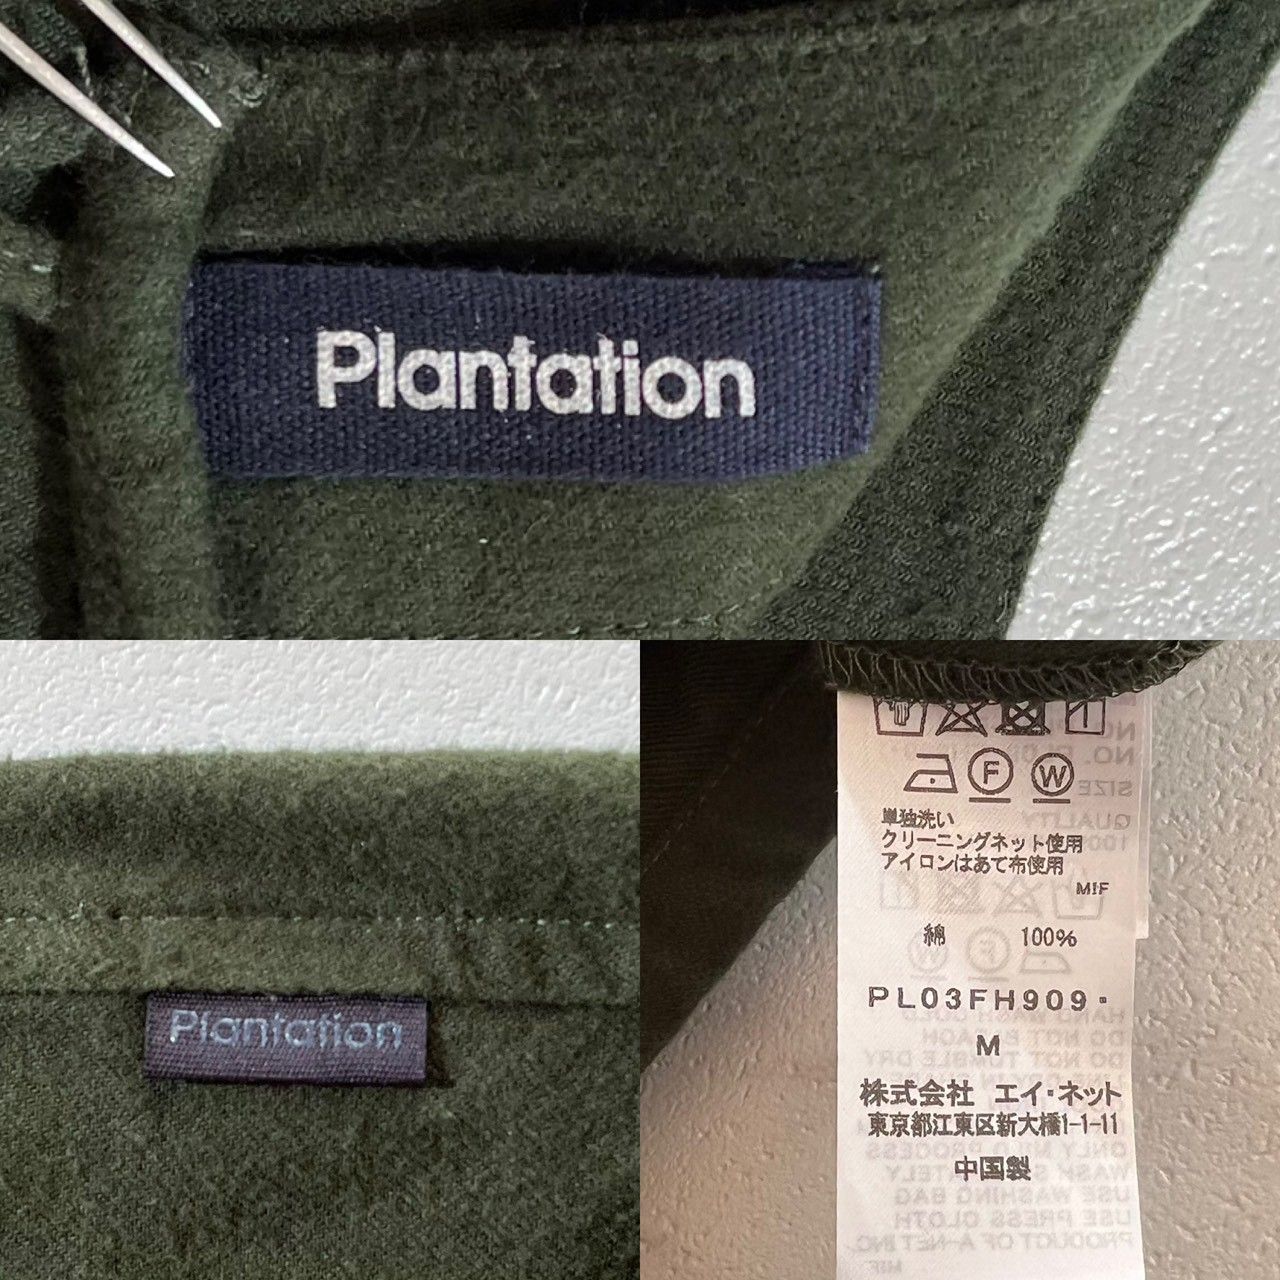 Plantation
Plantation
F W
単独洗い
クリーニングネット使用
アイロンはあて布使用
MIF
綿 100%
PL03FH909
M
株式会社 エイ・ネット
東京都江東区新大橋1-1-11
中国製